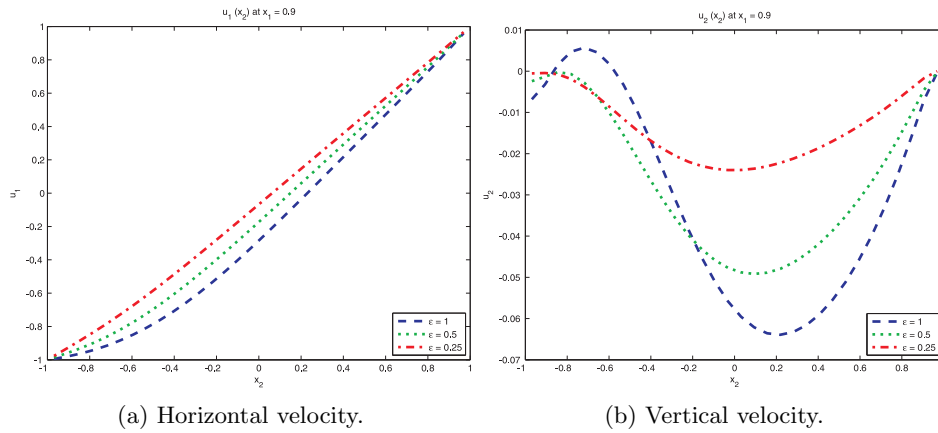 u1 (x2) at x1 = 0.9
1
0.8
0.6
0.4
0.2
0
-0.2
-0.4
-0.6
-0.8
-1
u1
-1 -0.8 -0.6 -0.4 -0.2 0 0.2 0.4 0.6 0.8 1
x2
ε = 1
ε = 0.5
ε = 0.25
(a) Horizontal velocity.
u2 (x2) at x1 = 0.9
0.01
0
-0.01
-0.02
-0.03
-0.04
-0.05
-0.06
-0.07
u2
-1 -0.8 -0.6 -0.4 -0.2 0 0.2 0.4 0.6 0.8
x2
ε = 1
ε = 0.5
ε = 0.25
(b) Vertical velocity.